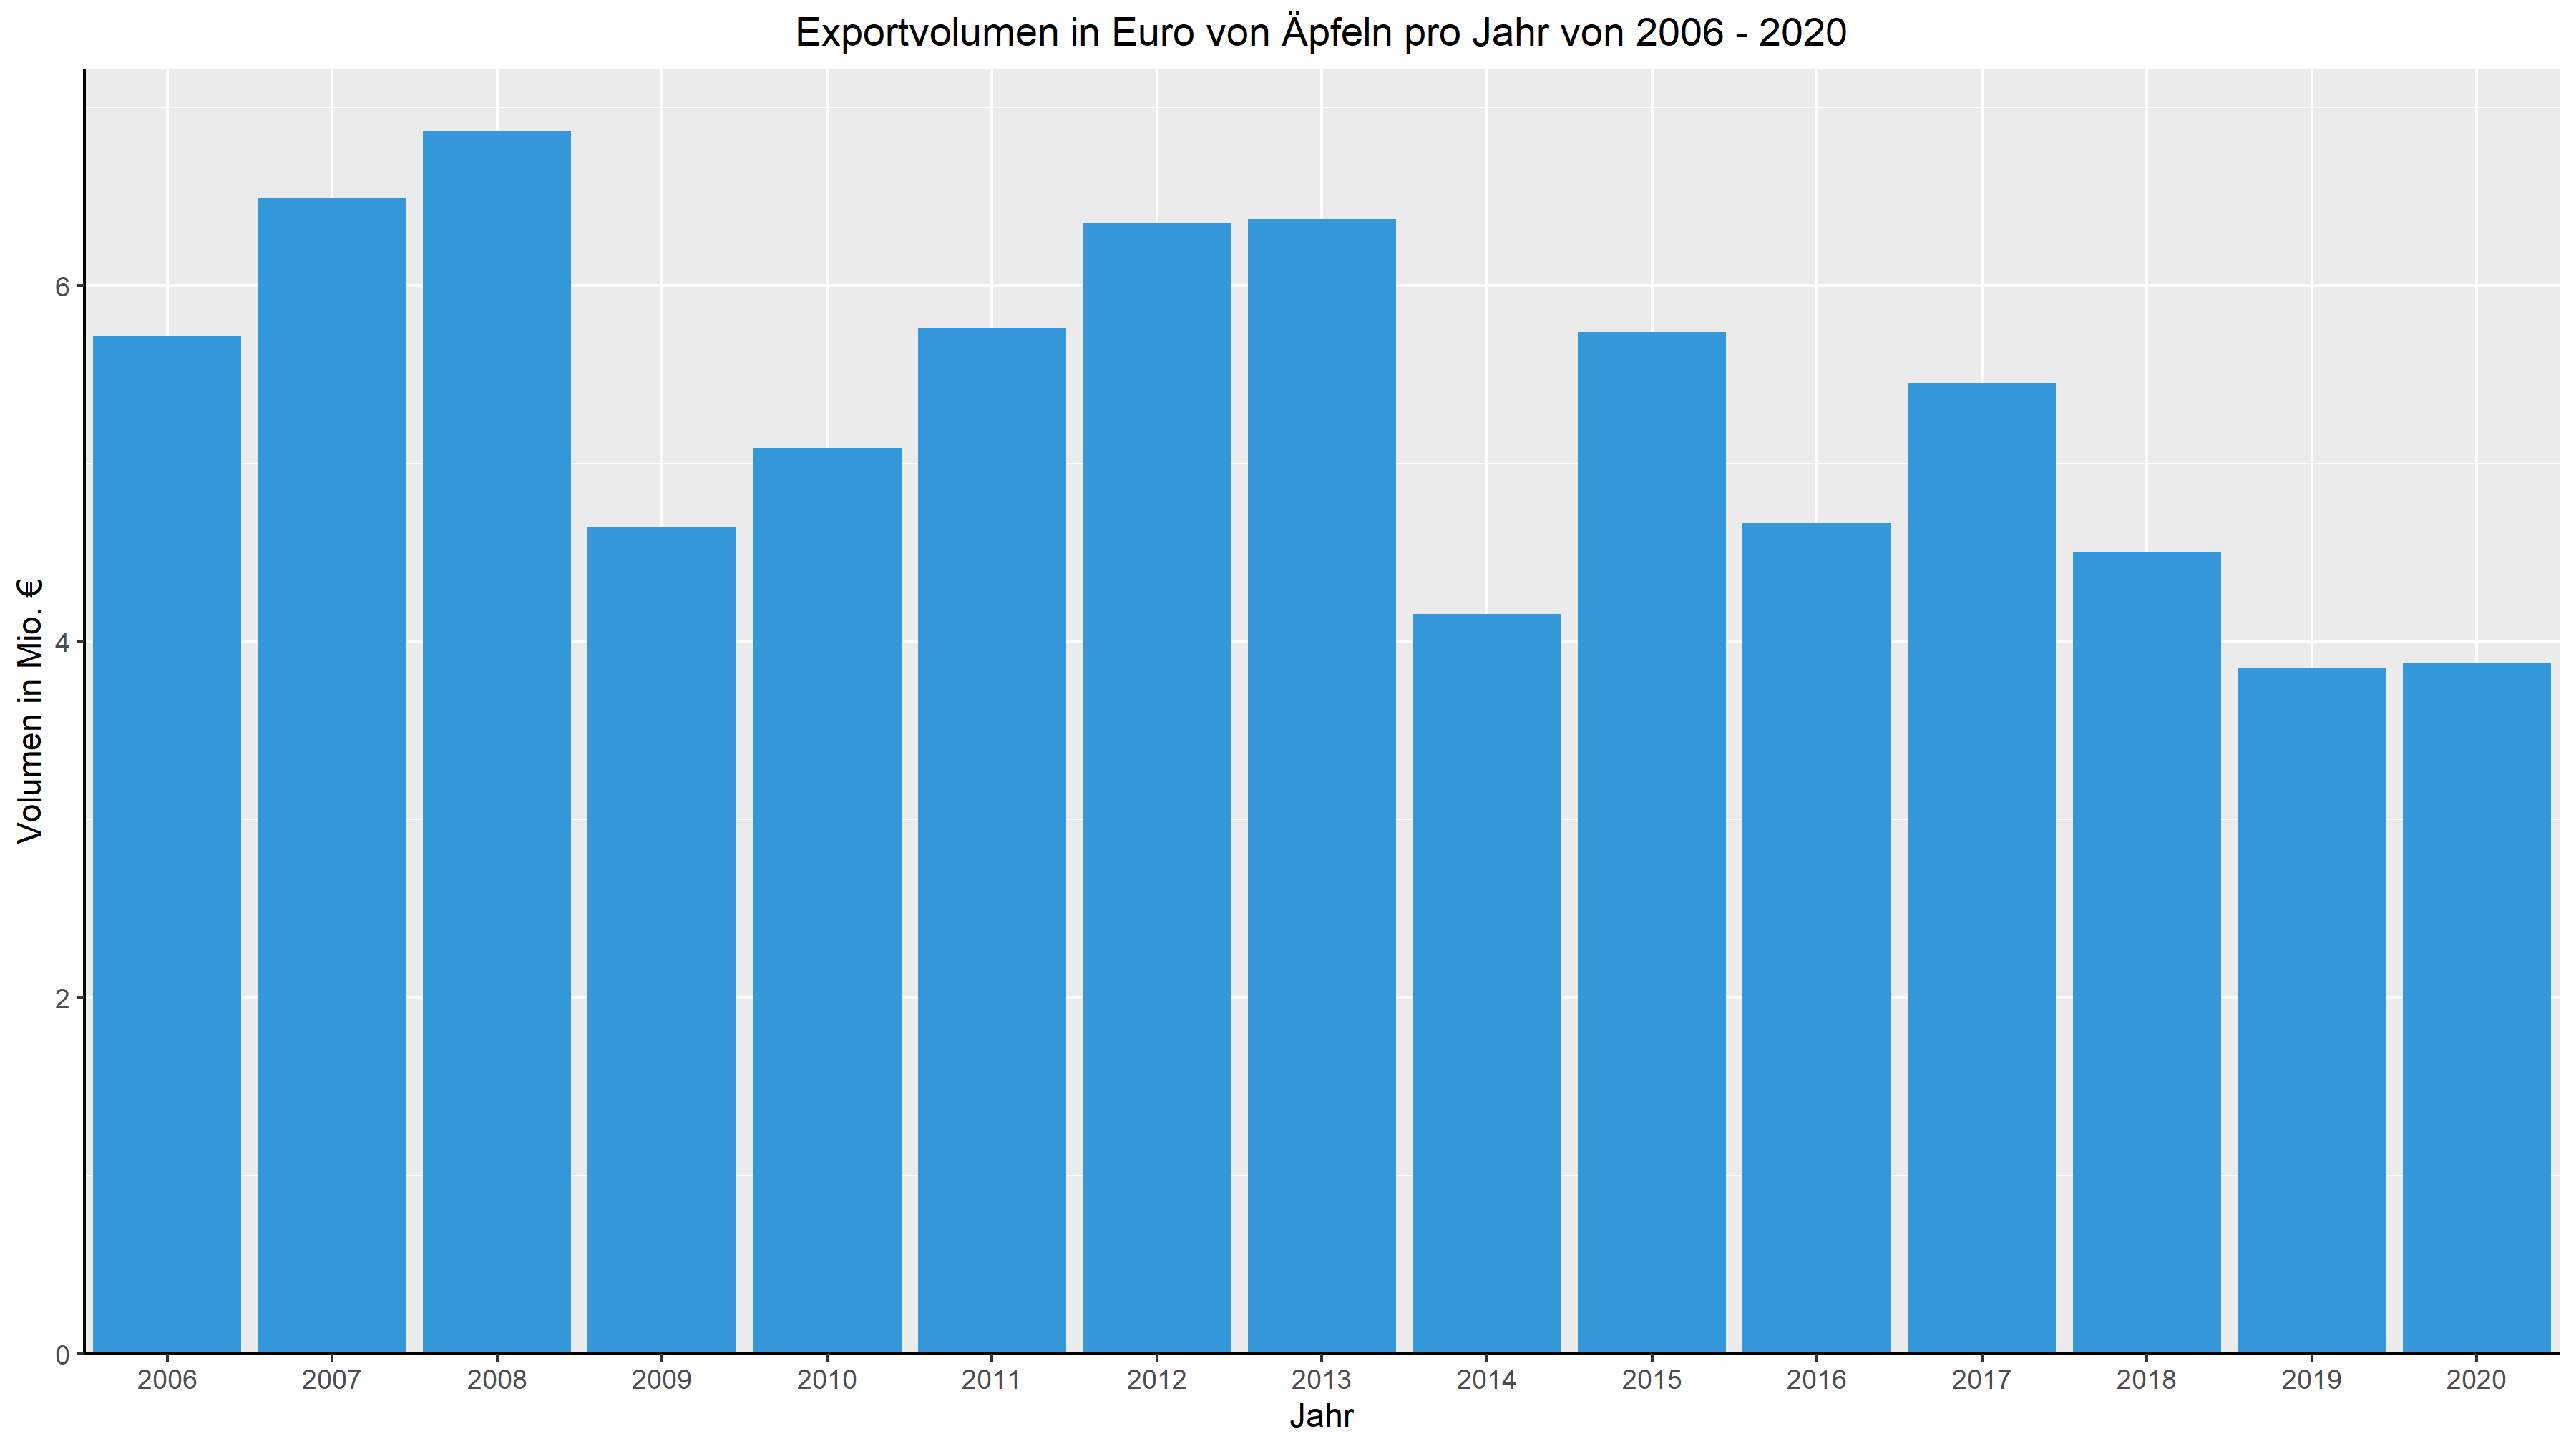 Exportvolumen in Euro von Äpfeln pro Jahr von 2006 - 2020
Volumen in Mio. €
6
4
2
0
2006 2007 2008 2009 2010 2011 2012 2013 2014 2015 2016 2017 2018 2019 2020
Jahr